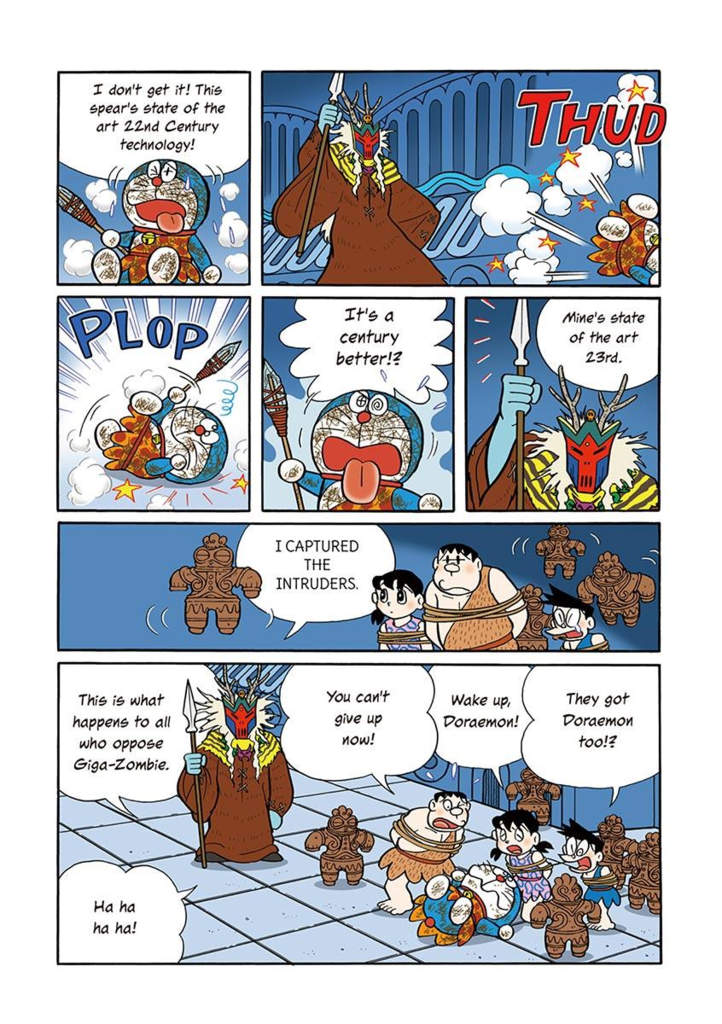 I don't get it! This
spear's state of the
art 22nd Century
technology!
THUD
PLOP
It's a
century
better!?
Mine's state
of the art
23rd.
I CAPTURED
THE
INTRUDERS.
This is what
happens to all
who oppose
Giga-Zombie.
You can't
give up
now!
Wake up,
Doraemon!
They got
Doraemon
too!?
Ha ha
ha ha!